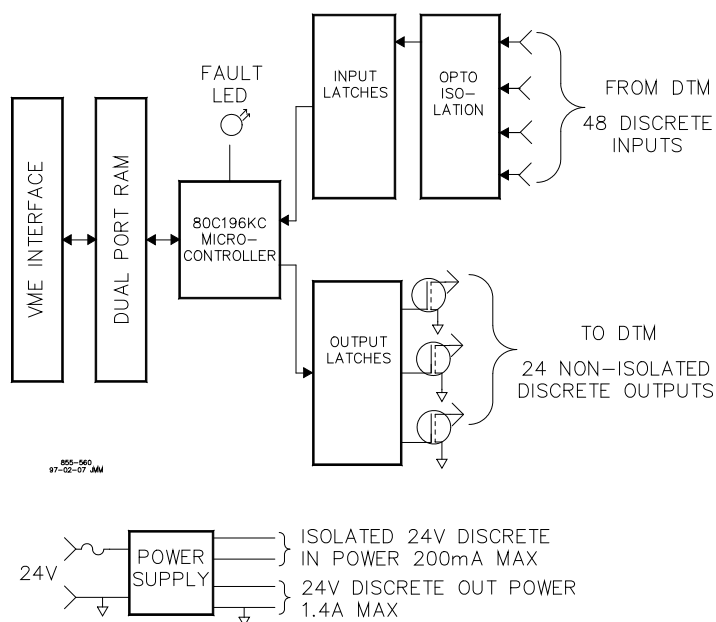 FAULT
LED
INPUT
LATCHES
OPTO
ISO-
LATION
FROM DTM
48 DISCRETE
INPUTS
VME INTERFACE
DUAL PORT RAM
80C196KC
MICRO-
CONTROLLER
OUTPUT
LATCHES
TO DTM
24 NON-ISOLATED
DISCRETE OUTPUTS
855-560
97-02-07 JMM
24V
POWER
SUPPLY
ISOLATED 24V DISCRETE
IN POWER 200mA MAX
24V DISCRETE OUT POWER
1.4A MAX